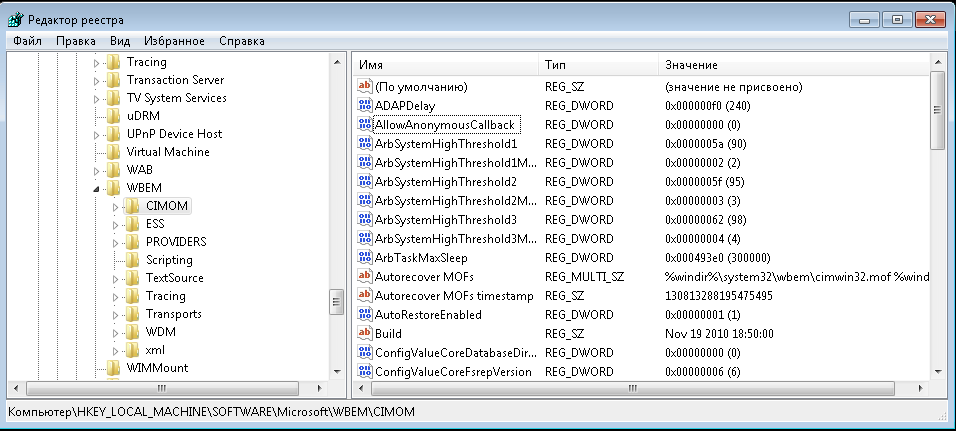 Редактор реестра
Файл Правка Вид Избранное Справка
Tracing
Transaction Server
TV System Services
uDRM
UPnP Device Host
Virtual Machine
WAB
WBEM
CIMOM
ESS
PROVIDERS
Scripting
TextSource
Tracing
Transports
WDM
xml
WIMMount
Имя Тип Значение
(По умолчанию) REG_SZ (значение не присвоено)
ADAPDelay REG_DWORD 0x000000f0 (240)
AllowAnonymousCallback REG_DWORD 0x00000000 (0)
ArbSystemHighThreshold1 REG_DWORD 0x0000005a (90)
ArbSystemHighThreshold1M... REG_DWORD 0x00000002 (2)
ArbSystemHighThreshold2 REG_DWORD 0x0000005f (95)
ArbSystemHighThreshold2M... REG_DWORD 0x00000003 (3)
ArbSystemHighThreshold3 REG_DWORD 0x00000062 (98)
ArbSystemHighThreshold3M... REG_DWORD 0x00000004 (4)
ArbTaskMaxSleep REG_DWORD 0x000493e0 (300000)
Autorecover MOFs REG_MULTI_SZ %windir%\system32\wbem\cimwin32.mof %wind
Autorecover MOFs timestamp REG_SZ 130813288195475495
AutoRestoreEnabled REG_DWORD 0x00000001 (1)
Build REG_SZ Nov 19 2010 18:50:00
ConfigValueCoreDatabaseDir... REG_DWORD 0x00000000 (0)
ConfigValueCoreFsrepVersion REG_DWORD 0x00000006 (6)
Компьютер\HKEY_LOCAL_MACHINE\SOFTWARE\Microsoft\WBEM\CIMOM